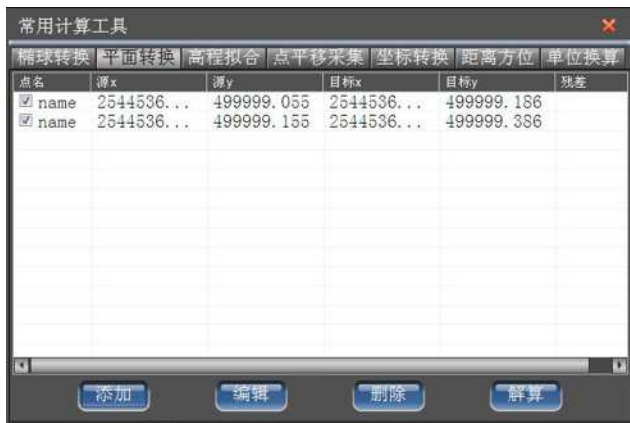 常用计算工具
椭球转换 平面转换 高程拟合 点平移采集 坐标转换 距离方位 单位换算
点名 源x 源y 目标x 目标y 残差
name 2544536... 499999.055 2544536... 499999.186
name 2544536... 499999.155 2544536... 499999.386
添加 编辑 删除 解算